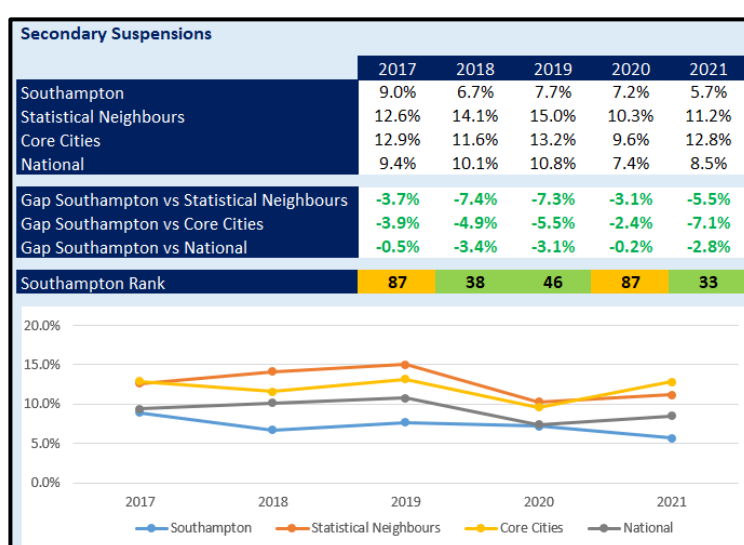 Secondary Suspensions
2017 2018 2019 2020 2021
Southampton 9.0% 6.7% 7.7% 7.2% 5.7%
Statistical Neighbours 12.6% 14.1% 15.0% 10.3% 11.2%
Core Cities 12.9% 11.6% 13.2% 9.6% 12.8%
National 9.4% 10.1% 10.8% 7.4% 8.5%
Gap Southampton vs Statistical Neighbours -3.7% -7.4% -7.3% -3.1% -5.5%
Gap Southampton vs Core Cities -3.9% -4.9% -5.5% -2.4% -7.1%
Gap Southampton vs National -0.5% -3.4% -3.1% -0.2% -2.8%
Southampton Rank 87 38 46 87 33
20.0%
15.0%
10.0%
5.0%
0.0%
2017 2018 2019 2020 2021
Southampton Statistical Neighbours Core Cities National